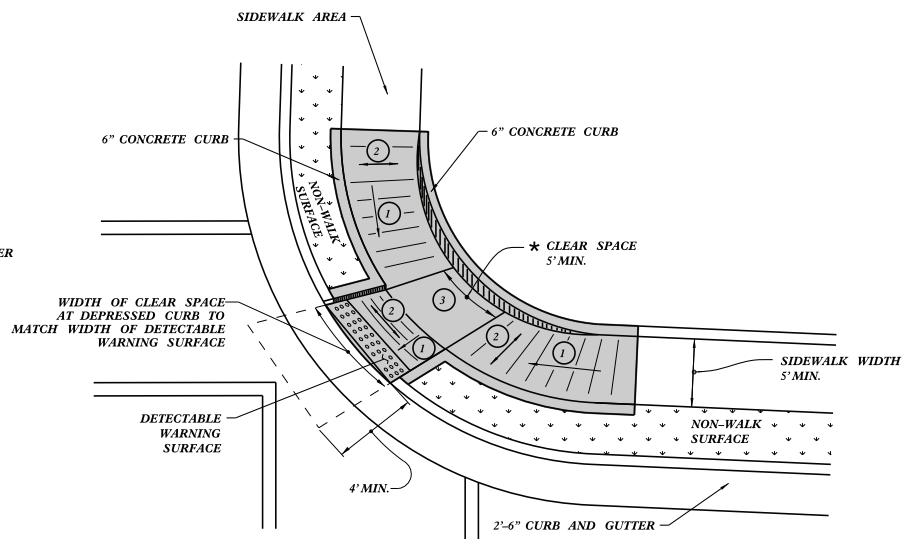 SIDEWALK AREA
6" CONCRETE CURB
6" CONCRETE CURB
2
1
NON-WALK
SURFACE
ER
* CLEAR SPACE
5' MIN.
3
2
1
2
1
WIDTH OF CLEAR SPACE
AT DEPRESSED CURB TO
MATCH WIDTH OF DETECTABLE
WARNING SURFACE
SIDEWALK WIDTH
5' MIN.
DETECTABLE
WARNING
SURFACE
NON-WALK
SURFACE
4' MIN.
2'-6" CURB AND GUTTER